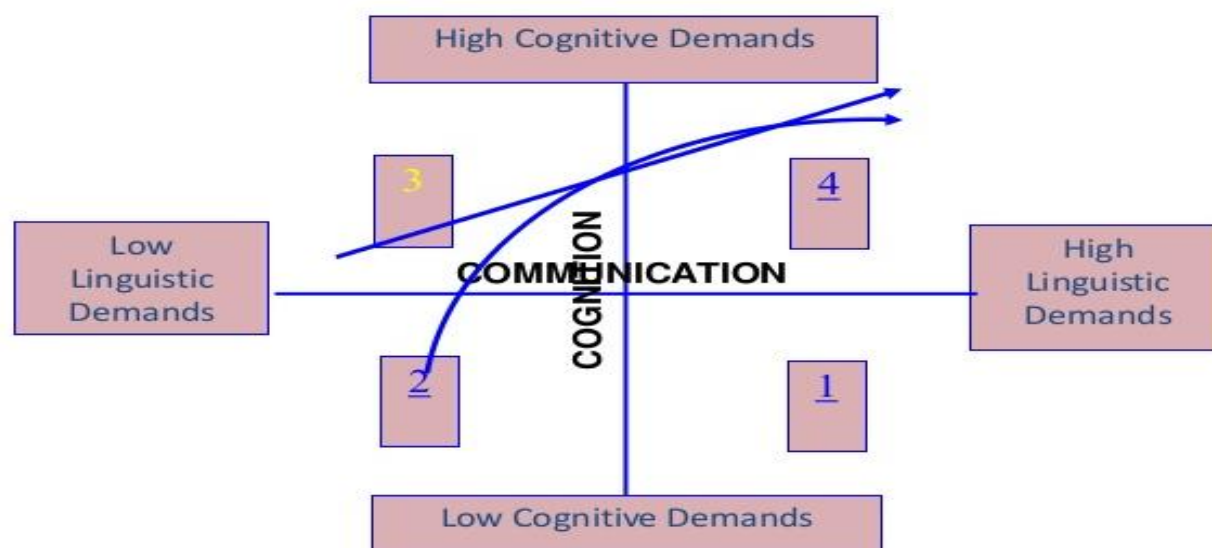 High Cognitive Demands
3
4
Low
Linguistic
Demands
COMMUNICATION
COGNITION
High
Linguistic
Demands
2
1
Low Cognitive Demands